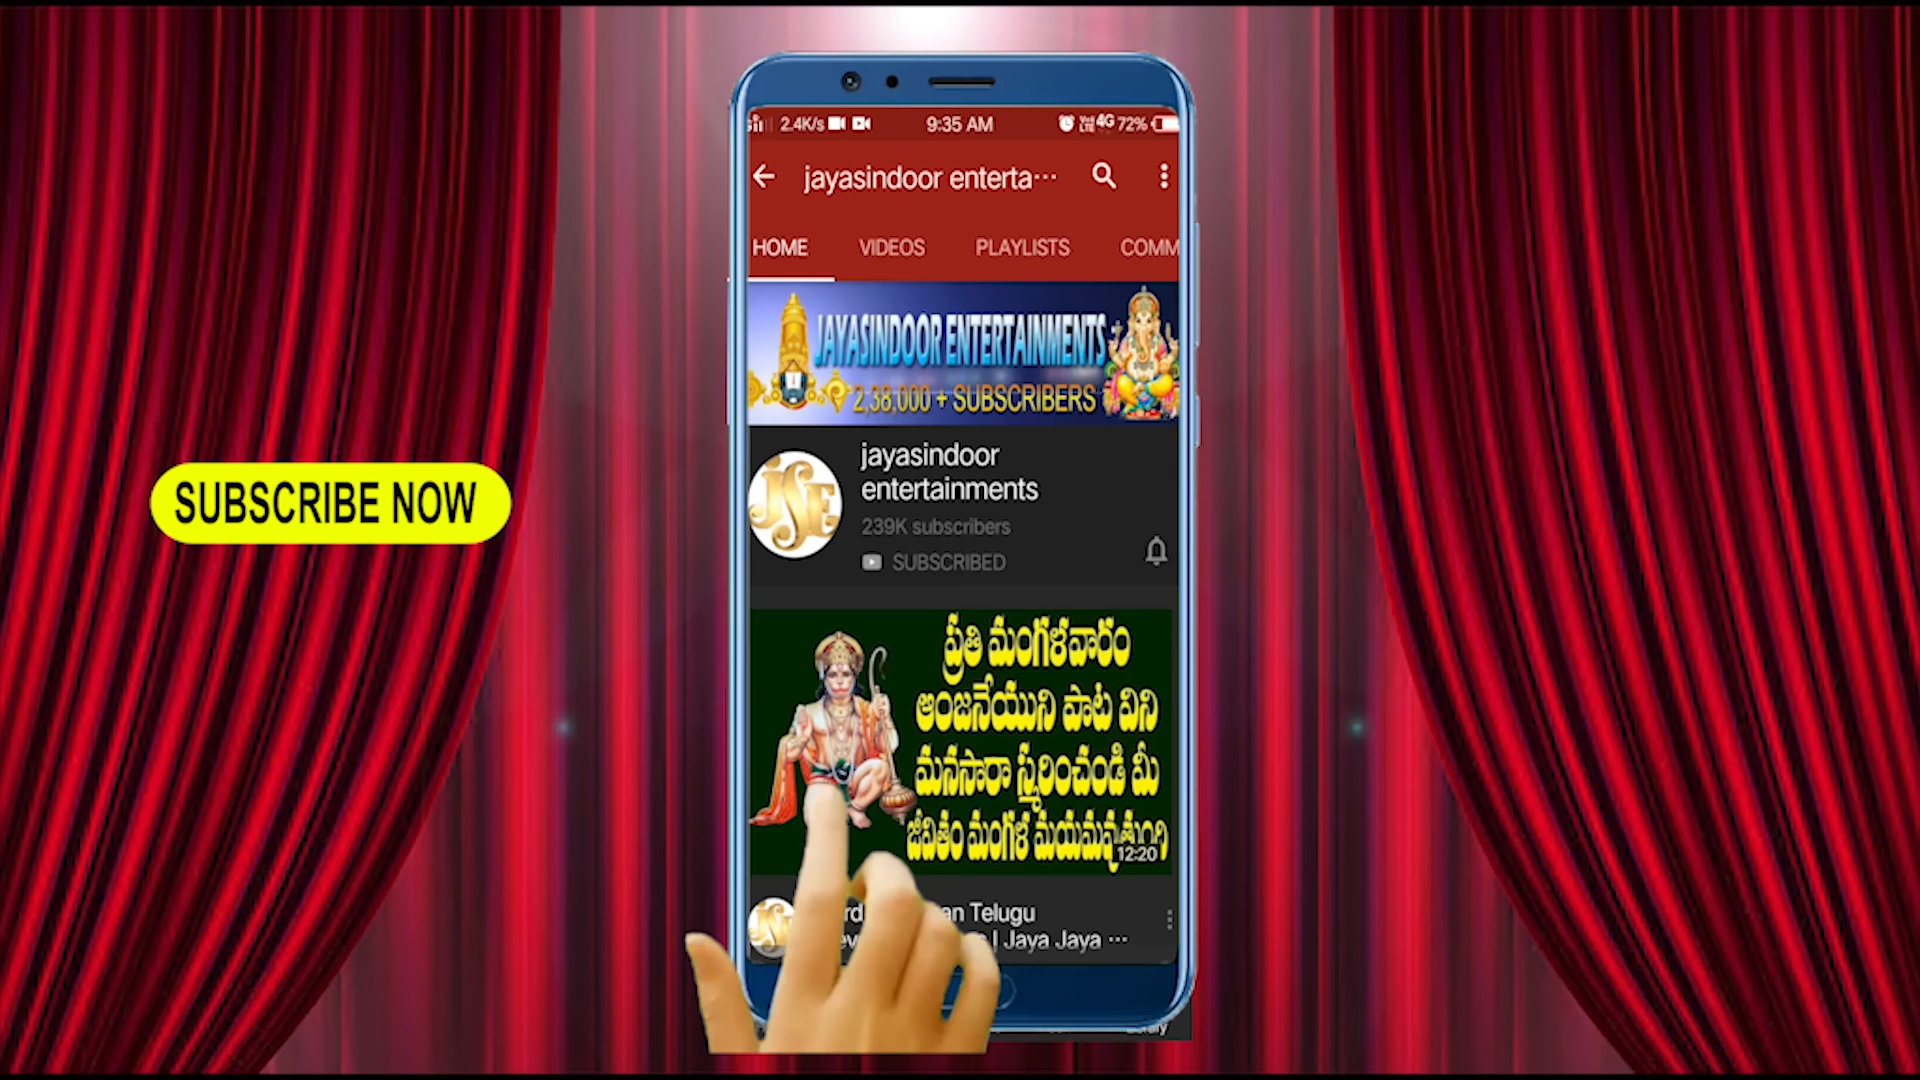 2.4K/s 9:35 AM 4G 72%
jayasindoor enterta...
HOME VIDEOS PLAYLISTS COMM
JAYASINDOOR ENTERTAINMENTS
2,38,000 + SUBSCRIBERS
jayasindoor
entertainments
239K subscribers
SUBSCRIBED
SUBSCRIBE NOW
ప్రతి మంగళవారం
ఆంజనేయుని పాట విని
మనసారా స్మరించండి మీ
జీవితం మంగళ
12:20
Telugu
Jaya Jaya ...